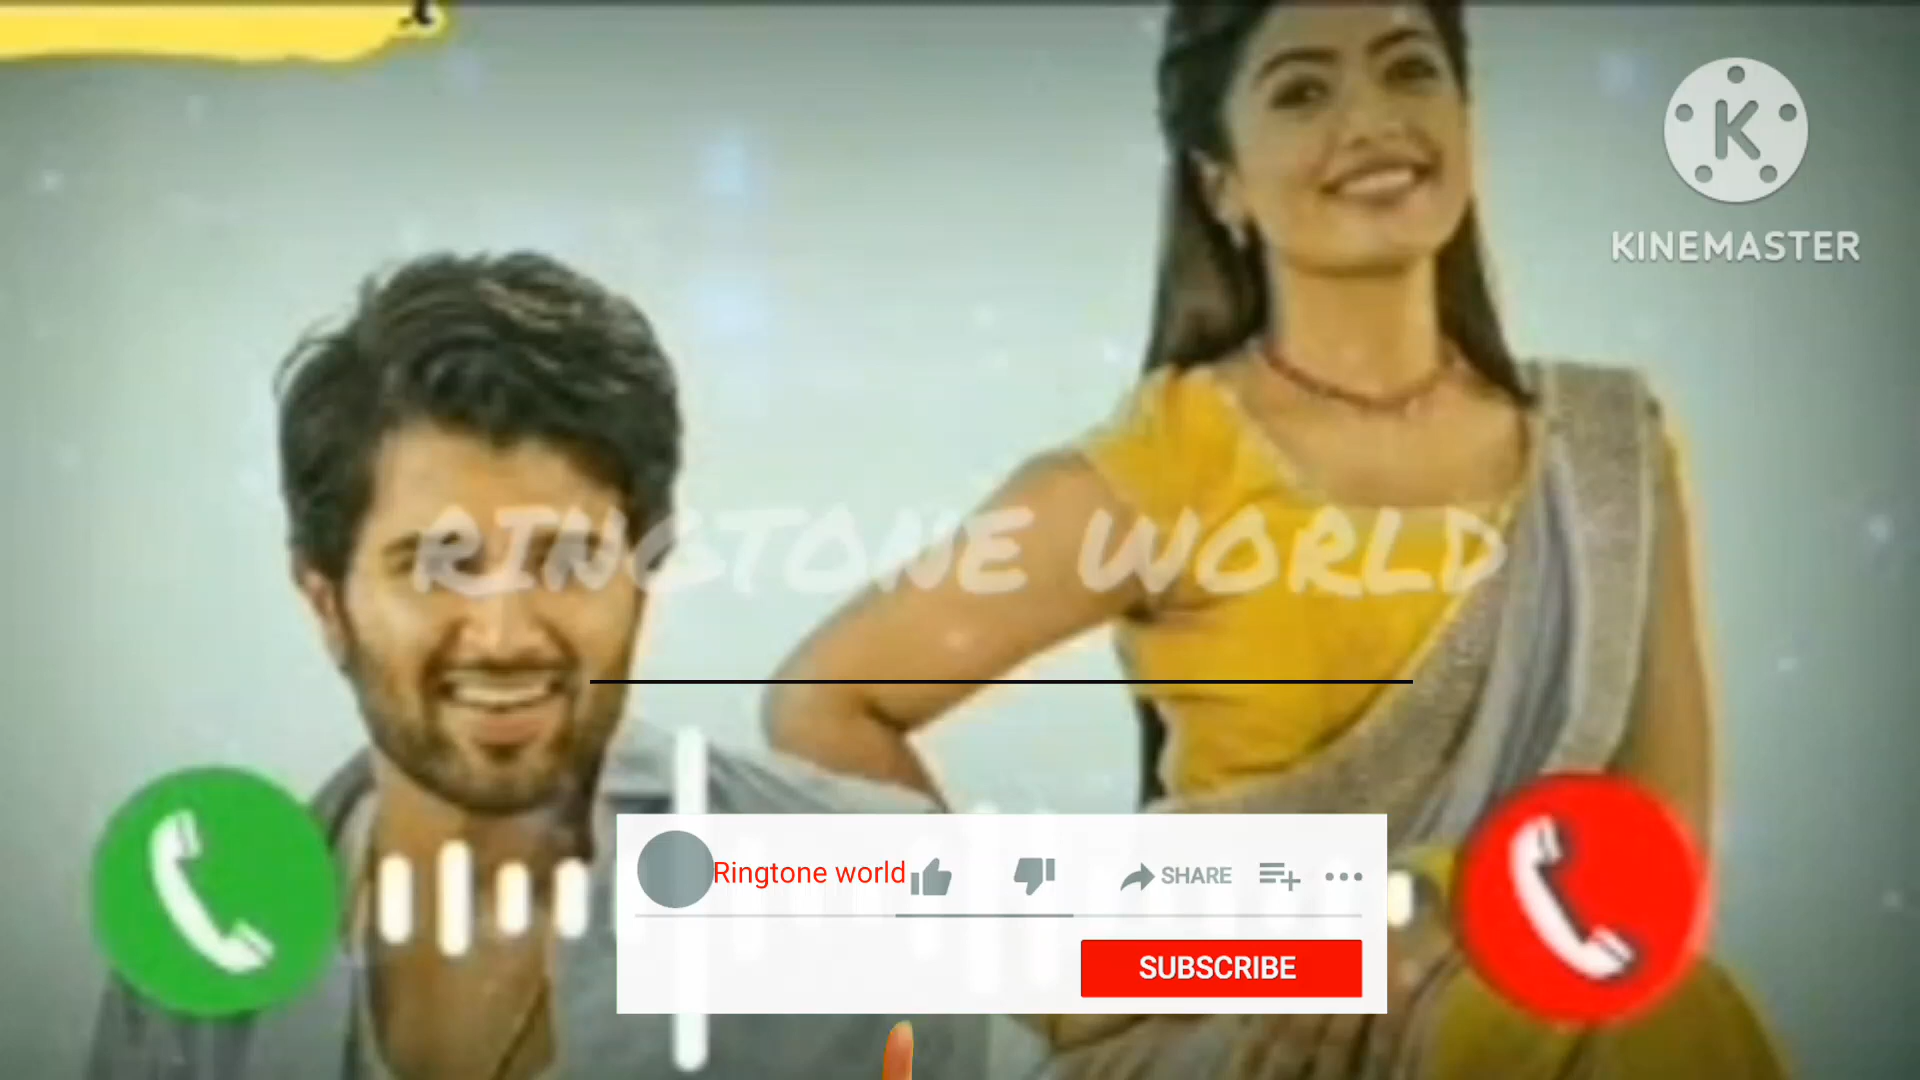 K
KINEMASTER
RINGTONE WORLD
Ringtone world
SHARE
SUBSCRIBE